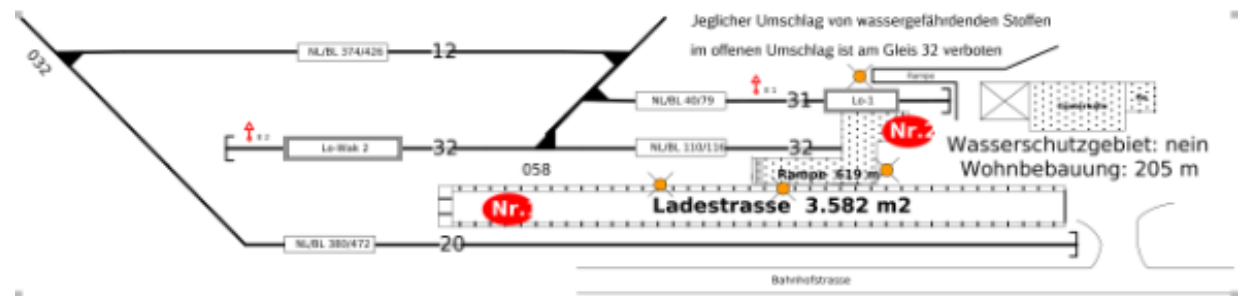 Jeglicher Umschlag von wassergefährdenden Stoffen
im offenen Umschlag ist am Gleis 32 verboten
032
NL/BL 374/426
12
Rampe
NL/BL 40/79
31
Lo-1
Nr.2
Wasserschutzgebiet: nein
Wohnbebauung: 205 m
Lo-Wak 2
32
NL/BL 110/116
32
058
Rampe 619 m
Nr.
Ladestrasse 3.582 m2
NL/BL 380/472
20
Bahnhofstrasse